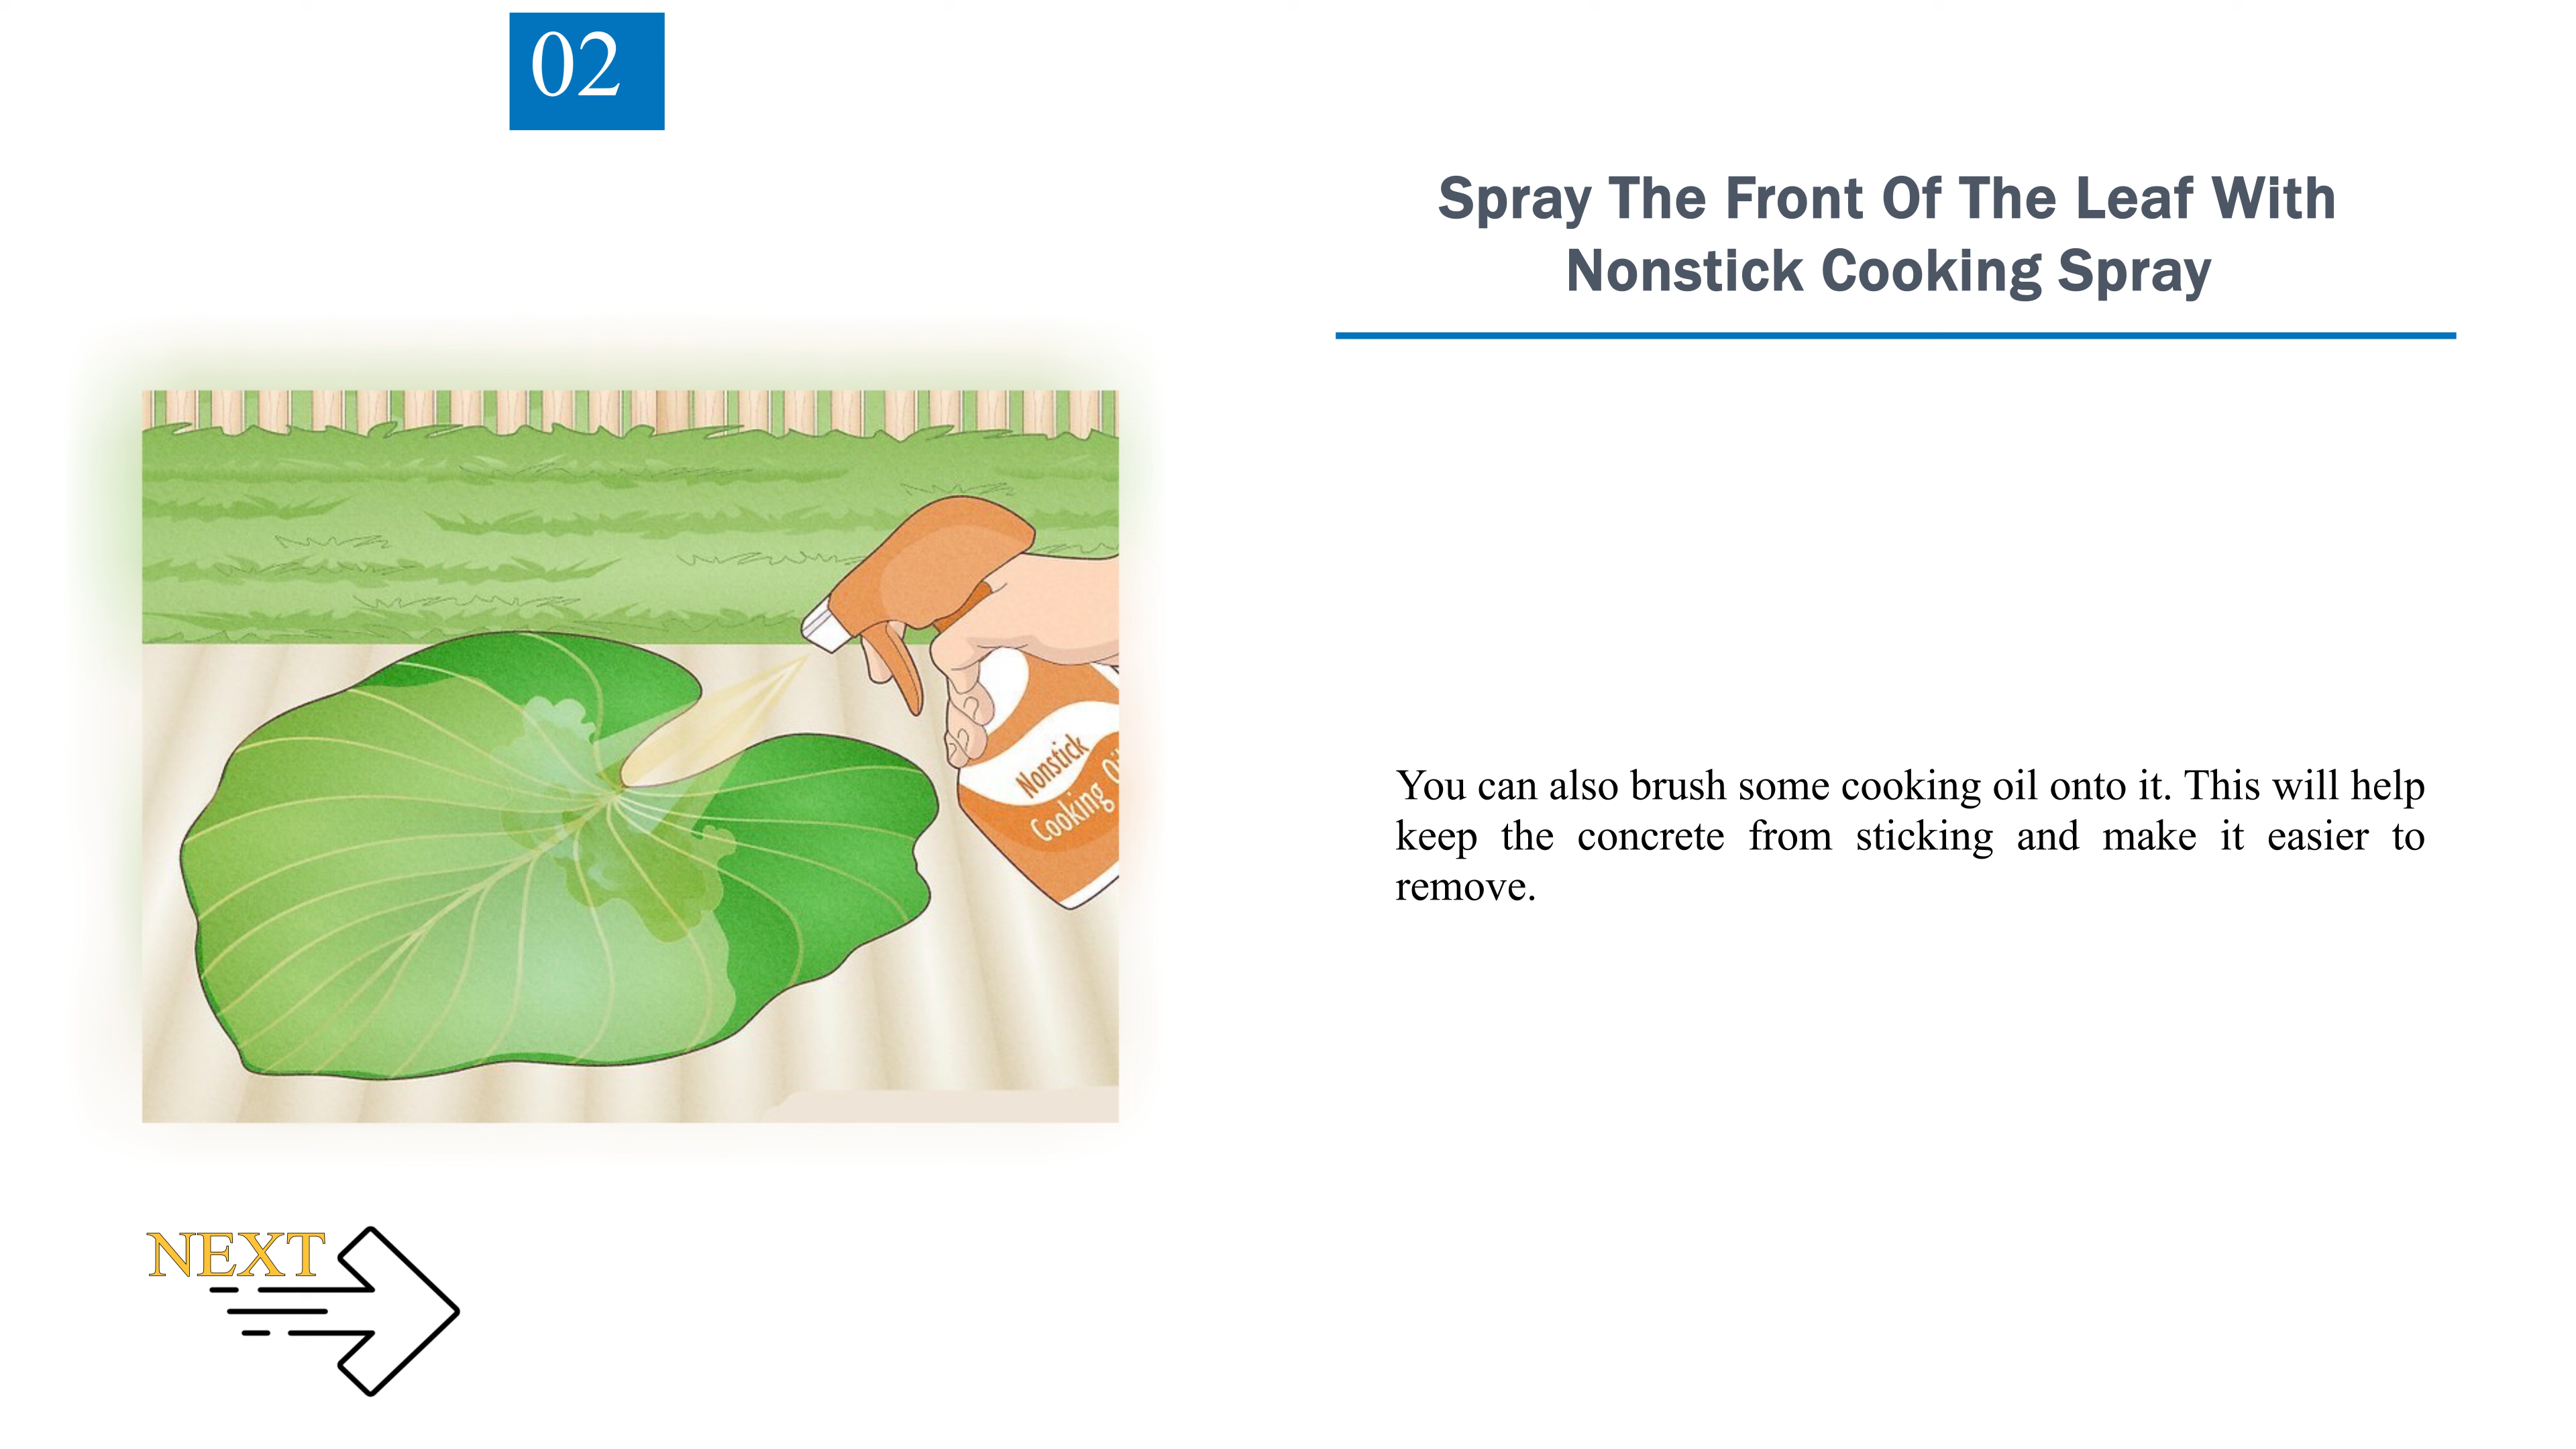 02
Spray The Front Of The Leaf With
Nonstick Cooking Spray
Nonstick
Cooking
You can also brush some cooking oil onto it. This will help
keep the concrete from sticking and make it easier to
remove.
NEXT